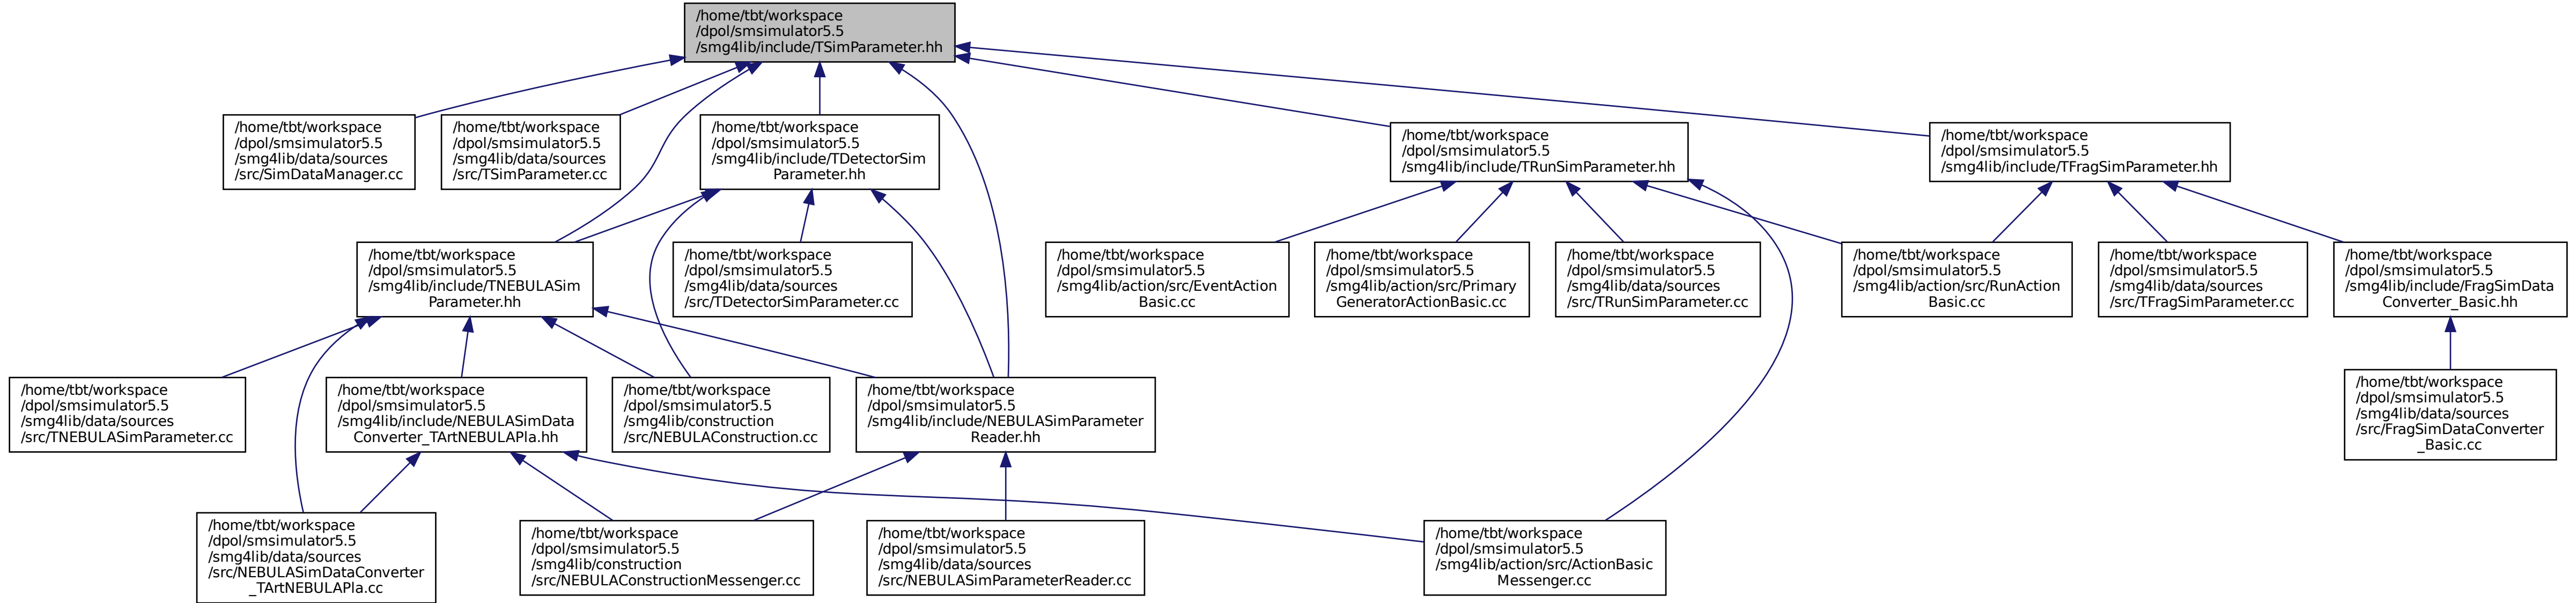 /home/tbt/workspace
/dpol/smsimulator5.5
/smg4lib/include/TSimParameter.hh
/home/tbt/workspace
/dpol/smsimulator5.5
/smg4lib/data/sources
/src/SimDataManager.cc
/home/tbt/workspace
/dpol/smsimulator5.5
/smg4lib/data/sources
/src/TSimParameter.cc
/home/tbt/workspace
/dpol/smsimulator5.5
/smg4lib/include/TDetectorSim
Parameter.hh
/home/tbt/workspace
/dpol/smsimulator5.5
/smg4lib/include/TRunSimParameter.hh
/home/tbt/workspace
/dpol/smsimulator5.5
/smg4lib/include/TFragSimParameter.hh
/home/tbt/workspace
/dpol/smsimulator5.5
/smg4lib/include/TNEBULASim
Parameter.hh
/home/tbt/workspace
/dpol/smsimulator5.5
/smg4lib/data/sources
/src/TDetectorSimParameter.cc
/home/tbt/workspace
/dpol/smsimulator5.5
/smg4lib/action/src/EventAction
Basic.cc
/home/tbt/workspace
/dpol/smsimulator5.5
/smg4lib/action/src/Primary
GeneratorActionBasic.cc
/home/tbt/workspace
/dpol/smsimulator5.5
/smg4lib/data/sources
/src/TRunSimParameter.cc
/home/tbt/workspace
/dpol/smsimulator5.5
/smg4lib/action/src/RunAction
Basic.cc
/home/tbt/workspace
/dpol/smsimulator5.5
/smg4lib/data/sources
/src/TFragSimParameter.cc
/home/tbt/workspace
/dpol/smsimulator5.5
/smg4lib/include/FragSimData
Converter_Basic.hh
/home/tbt/workspace
/dpol/smsimulator5.5
/smg4lib/data/sources
/src/TNEBULASimParameter.cc
/home/tbt/workspace
/dpol/smsimulator5.5
/smg4lib/include/NEBULASimData
Converter_TArtNEBULAPla.hh
/home/tbt/workspace
/dpol/smsimulator5.5
/smg4lib/construction
/src/NEBULAConstruction.cc
/home/tbt/workspace
/dpol/smsimulator5.5
/smg4lib/include/NEBULASimParameter
Reader.hh
/home/tbt/workspace
/dpol/smsimulator5.5
/smg4lib/data/sources
/src/FragSimDataConverter
_Basic.cc
/home/tbt/workspace
/dpol/smsimulator5.5
/smg4lib/data/sources
/src/NEBULASimDataConverter
_TArtNEBULAPla.cc
/home/tbt/workspace
/dpol/smsimulator5.5
/smg4lib/construction
/src/NEBULAConstructionMessenger.cc
/home/tbt/workspace
/dpol/smsimulator5.5
/smg4lib/data/sources
/src/NEBULASimParameterReader.cc
/home/tbt/workspace
/dpol/smsimulator5.5
/smg4lib/action/src/ActionBasic
Messenger.cc